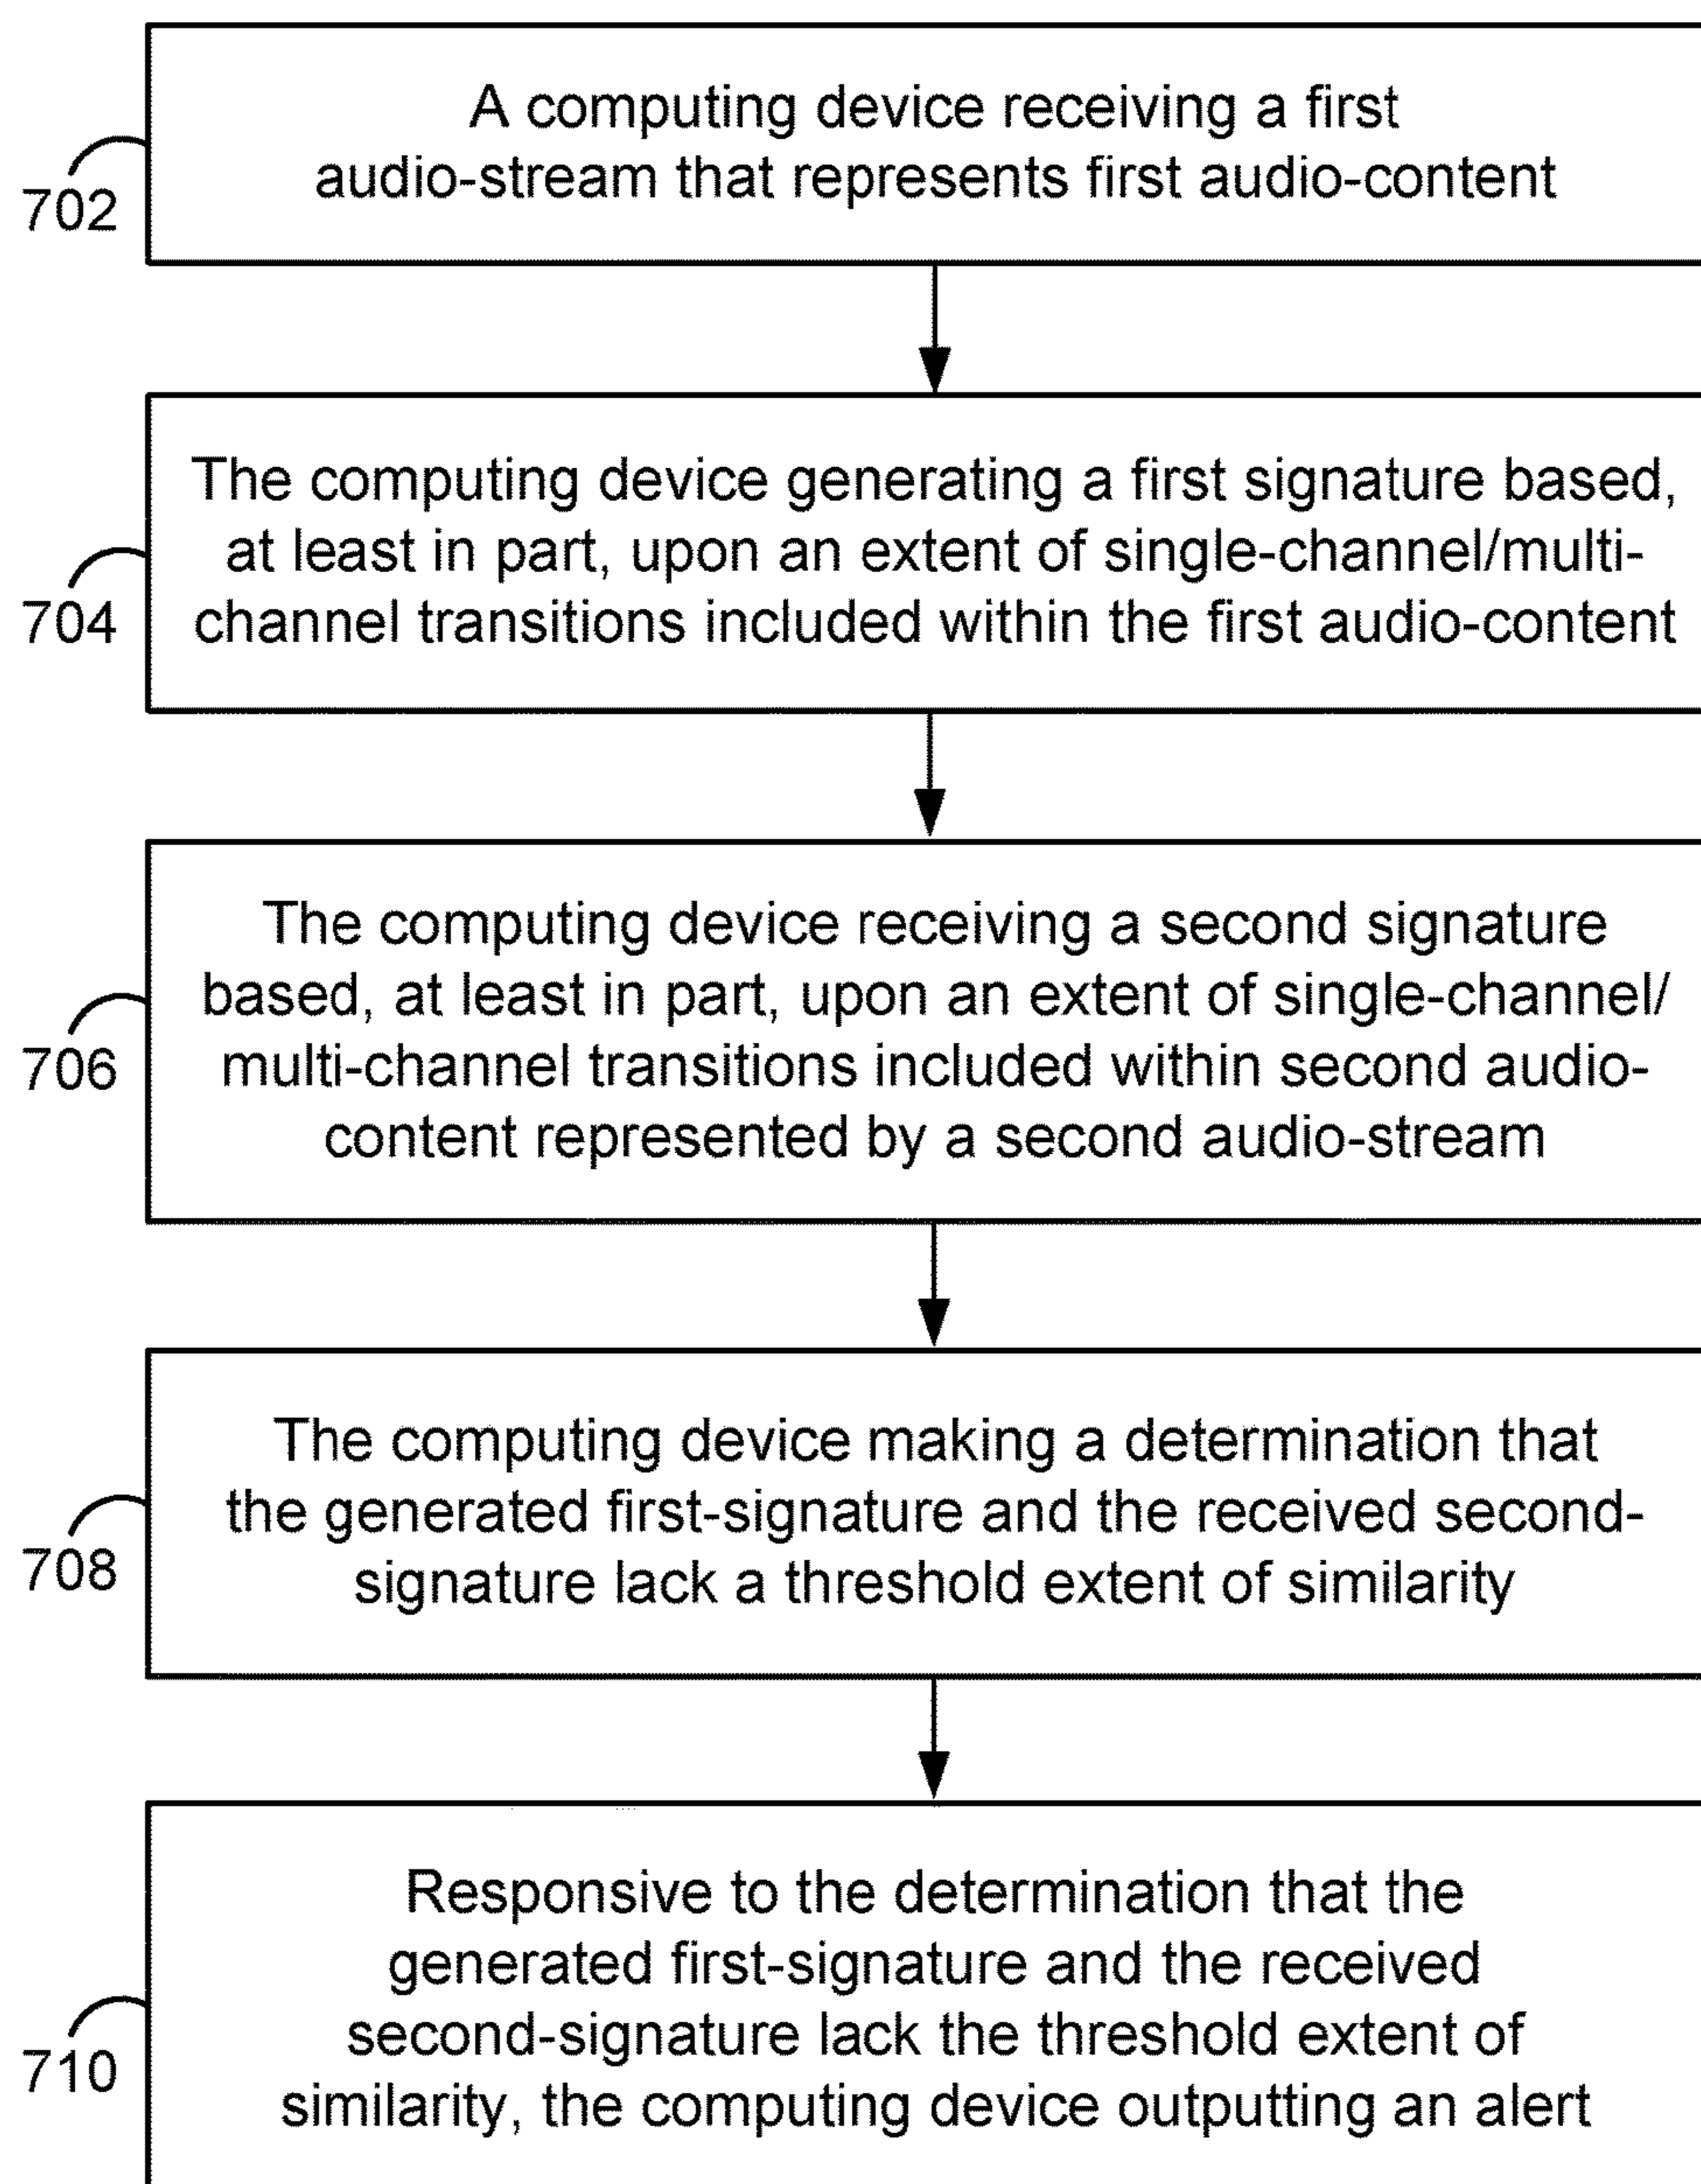 A computing device receiving a first
audio-stream that represents first audio-content
702
The computing device generating a first signature based,
at least in part, upon an extent of single-channel/multi-
channel transitions included within the first audio-content
704
The computing device receiving a second signature
based, at least in part, upon an extent of single-channel/
multi-channel transitions included within second audio-
content represented by a second audio-stream
706
The computing device making a determination that
the generated first-signature and the received second-
signature lack a threshold extent of similarity
708
Responsive to the determination that the
generated first-signature and the received
second-signature lack the threshold extent of
similarity, the computing device outputting an alert
710